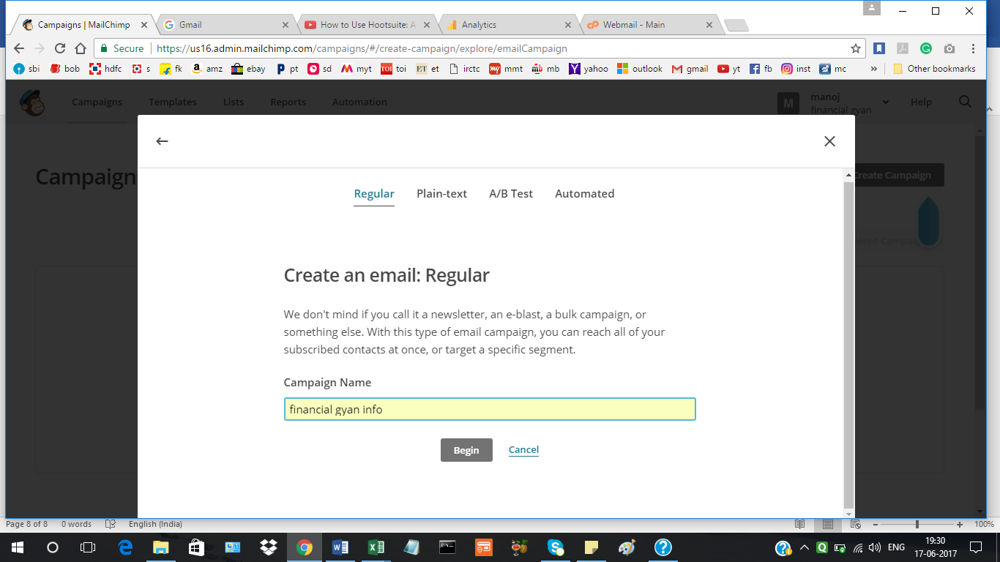 Campaigns | MailChimp
Gmail
How to Use Hootsuite: A
Analytics
Webmail - Main
Secure
https://us16.admin.mailchimp.com/campaigns/#/create-campaign/explore/emailCampaign
sbi bob hdfc s fk amz ebay pt sd myt toi et irctc mmt mb yahoo outlook gmail yt fb inst mc » Other bookmarks
Campaigns Templates Lists Reports Automation
M
manoj
financial gyan
Help
Campaign
Create Campaign
Regular Plain-text A/B Test Automated
Create an email: Regular
We don't mind if you call it a newsletter, an e-blast, a bulk campaign, or
something else. With this type of email campaign, you can reach all of your
subscribed contacts at once, or target a specific segment.
Campaign Name
financial gyan info
Begin Cancel
Page 8 of 8 0 words English (India) 100%
ENG
19:30
17-06-2017